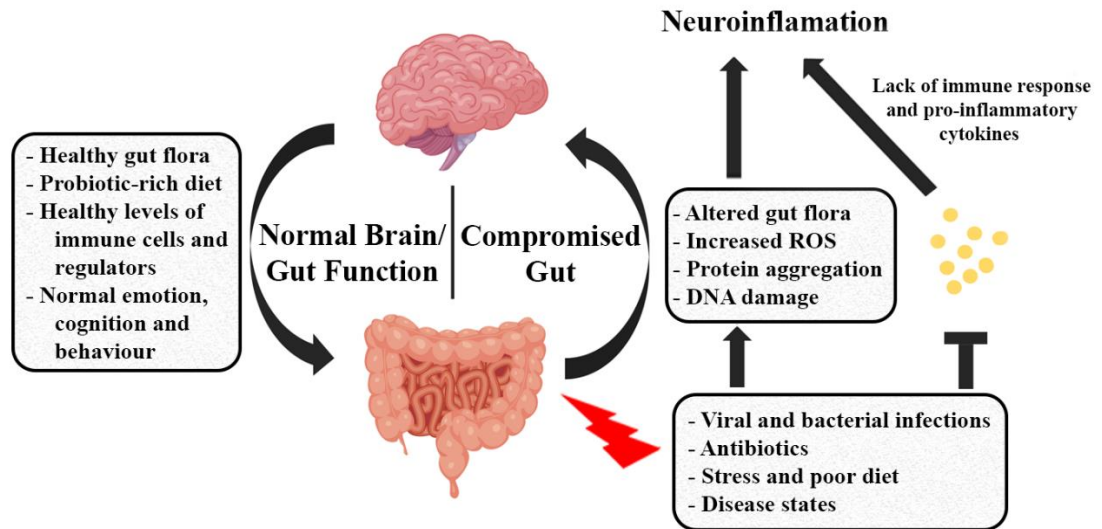 Neuroinflamation
Lack of immune response
and pro-inflammatory
cytokines
- Healthy gut flora
- Probiotic-rich diet
- Healthy levels of
immune cells and
regulators
- Normal emotion,
cognition and
behaviour
Normal Brain/
Gut Function
Compromised
Gut
- Altered gut flora
- Increased ROS
- Protein aggregation
- DNA damage
- Viral and bacterial infections
- Antibiotics
- Stress and poor diet
- Disease states